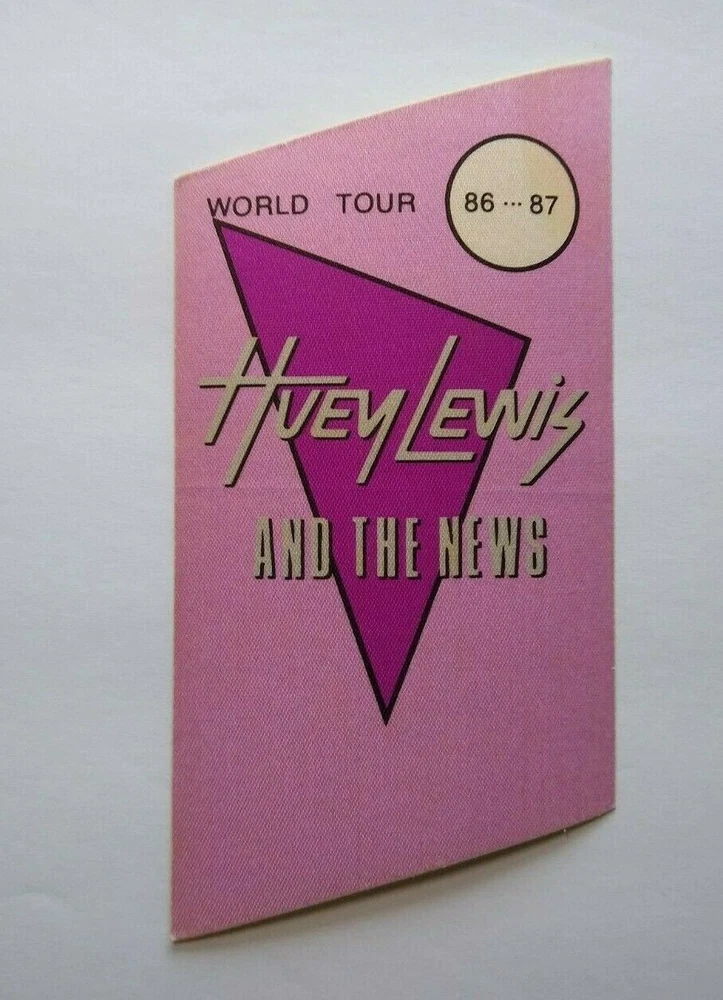 WORLD TOUR 86 ··· 87
HUEY LEWIS
AND THE NEWS